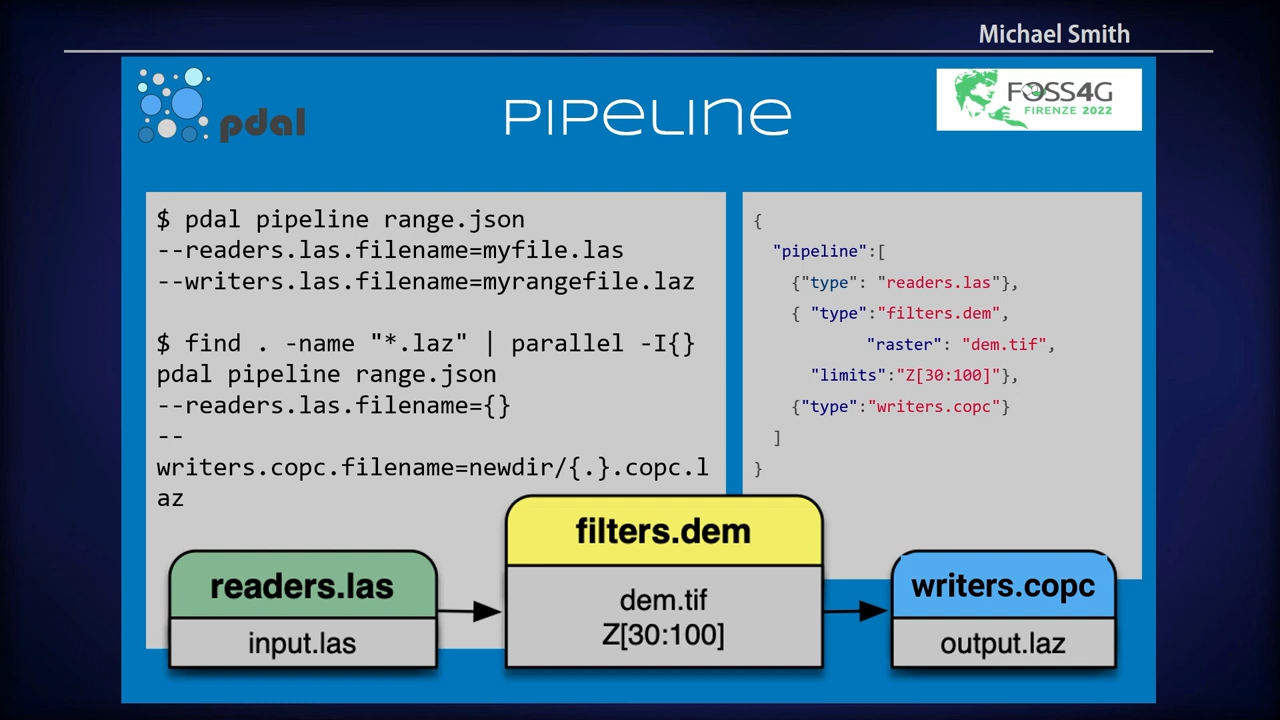 Michael Smith
pdal
PIPELINE
FOSS4G
FIRENZE 2022
$ pdal pipeline range.json
--readers.las.filename=myfile.las
--writers.las.filename=myrangefile.laz
$ find . -name "*.laz" | parallel -I{}
pdal pipeline range.json
--readers.las.filename={}
--
writers.copc.filename=newdir/{.}.copc.l
az
{
"pipeline":[
{"type": "readers.las"},
{ "type":"filters.dem",
"raster": "dem.tif",
"limits":"Z[30:100]"},
{"type":"writers.copc"}
]
}
readers.las
input.las
filters.dem
dem.tif
Z[30:100]
writers.copc
output.laz